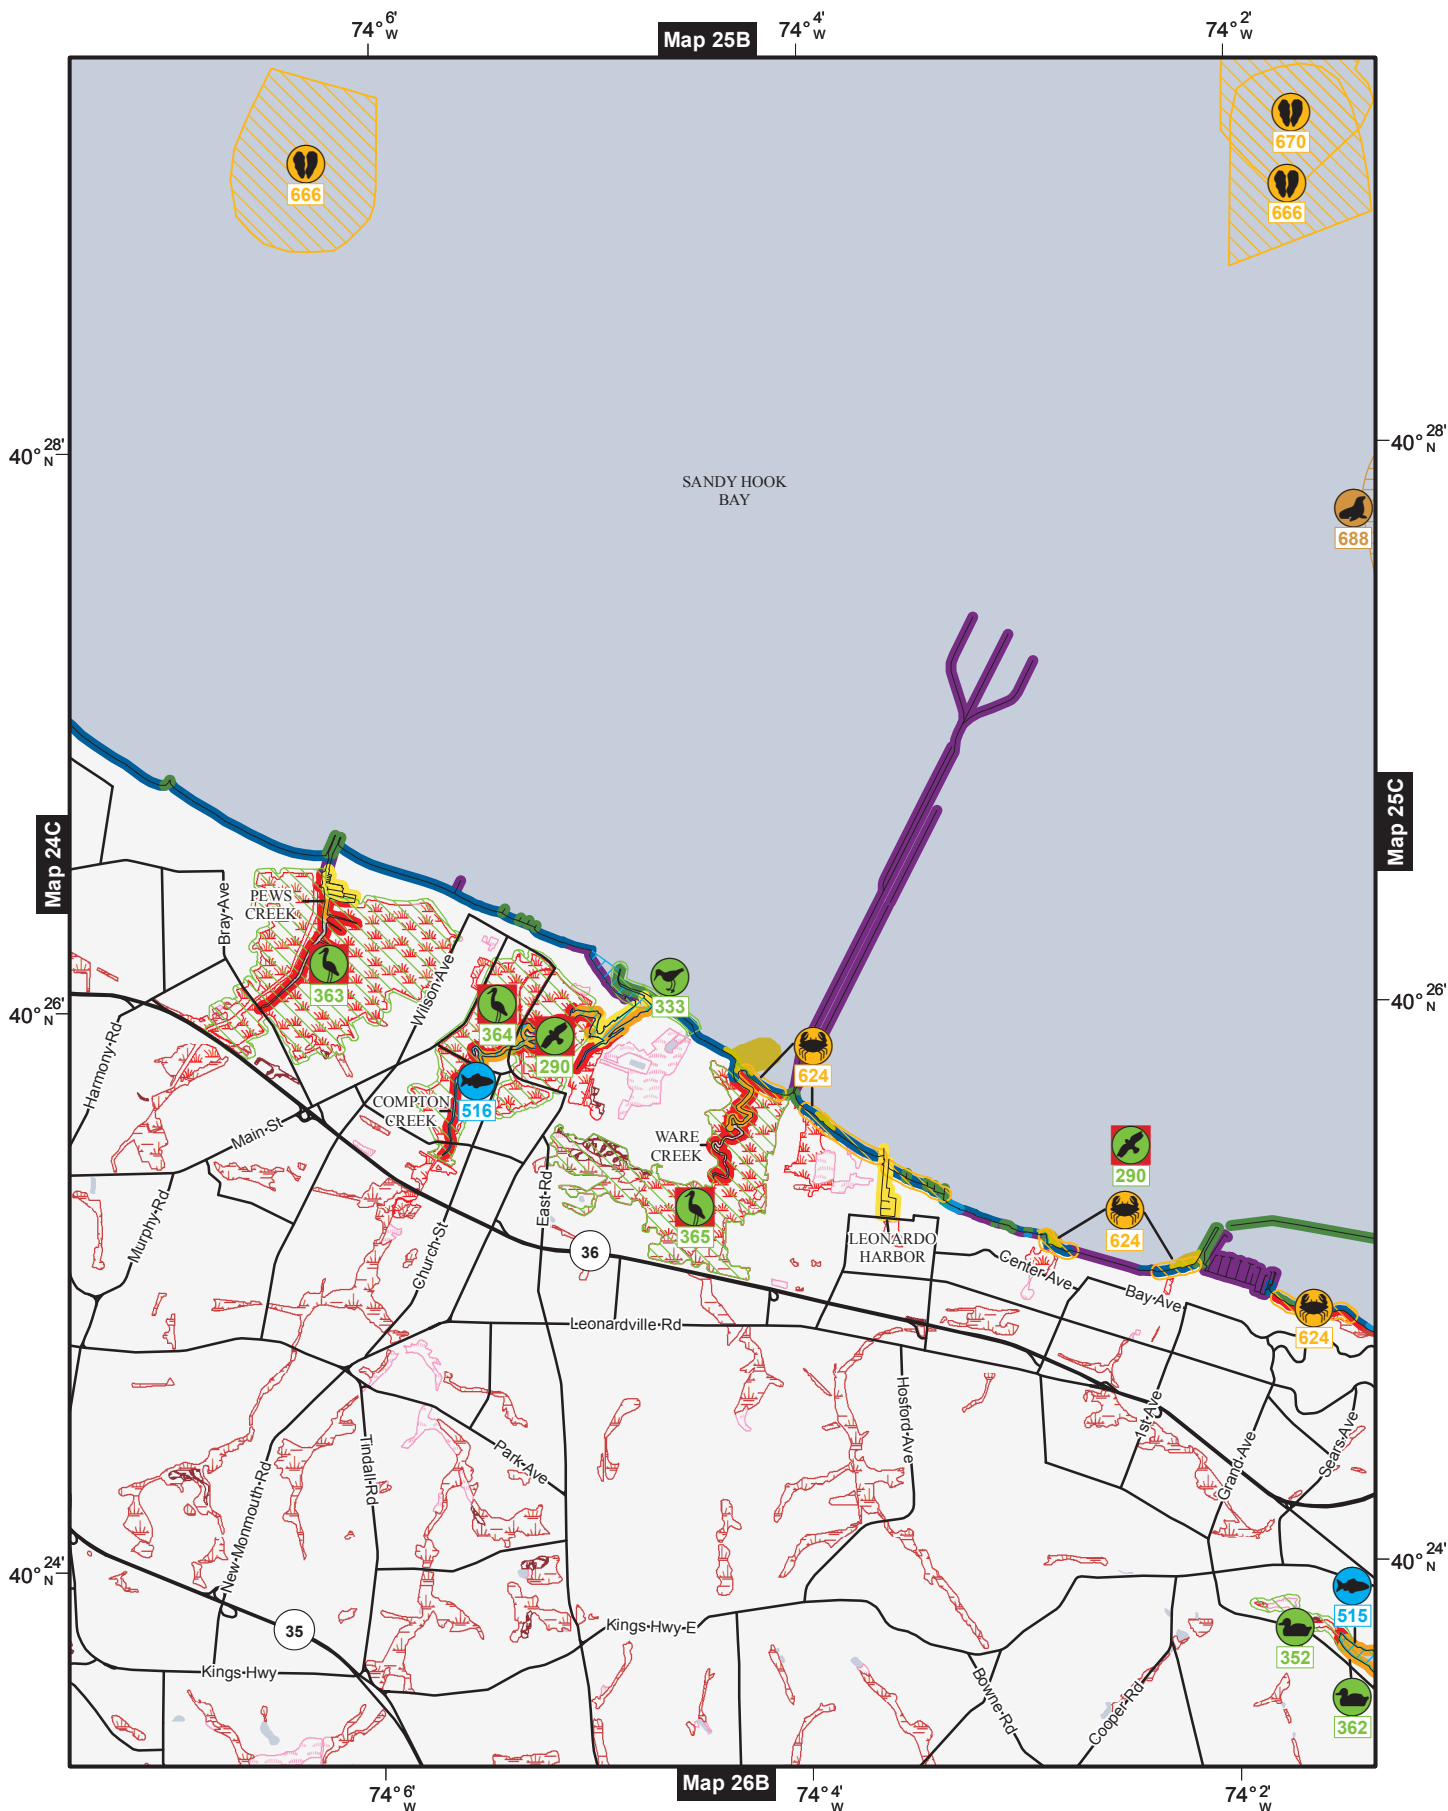 74° 6' W
Map 25B
74° 4' W
74° 2' W
670
666
666
40° 28' N
40° 28' N
SANDY HOOK
BAY
688
Map 24C
Map 25C
PEWS
CREEK
Bray Ave
Wilson Ave
363
364
333
290
40° 26' N
40° 26' N
Harmony Rd
624
COMPTON
CREEK
516
Main St
WARE
CREEK
290
Murphy Rd
East Rd
365
624
Church St
36
LEONARDO
HARBOR
Center Ave
Bay Ave
Leonardville Rd
624
Hosford Ave
1st Ave
Grand Ave
Sears Ave
Park Ave
Tindall Rd
New Monmouth Rd
40° 24' N
40° 24' N
515
35
Kings Hwy E
352
Kings Hwy
Bowne Rd
Cooper Rd
362
74° 6' W
Map 26B
74° 4' W
74° 2' W